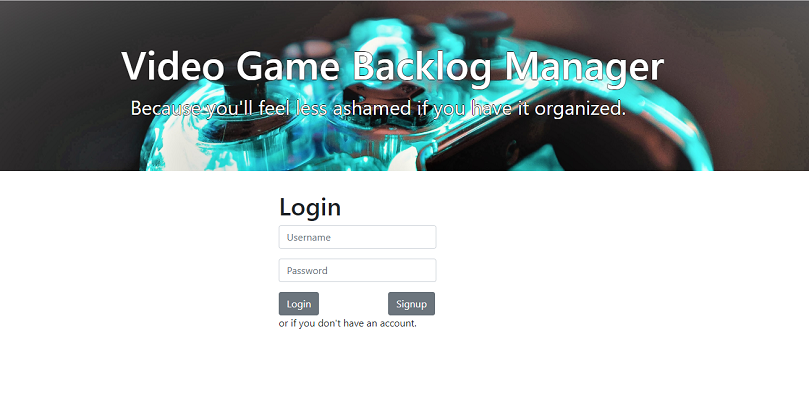 Video Game Backlog Manager
Because you'll feel less ashamed if you have it organized.
Login
Username
Password
Login Signup
or if you don't have an account.